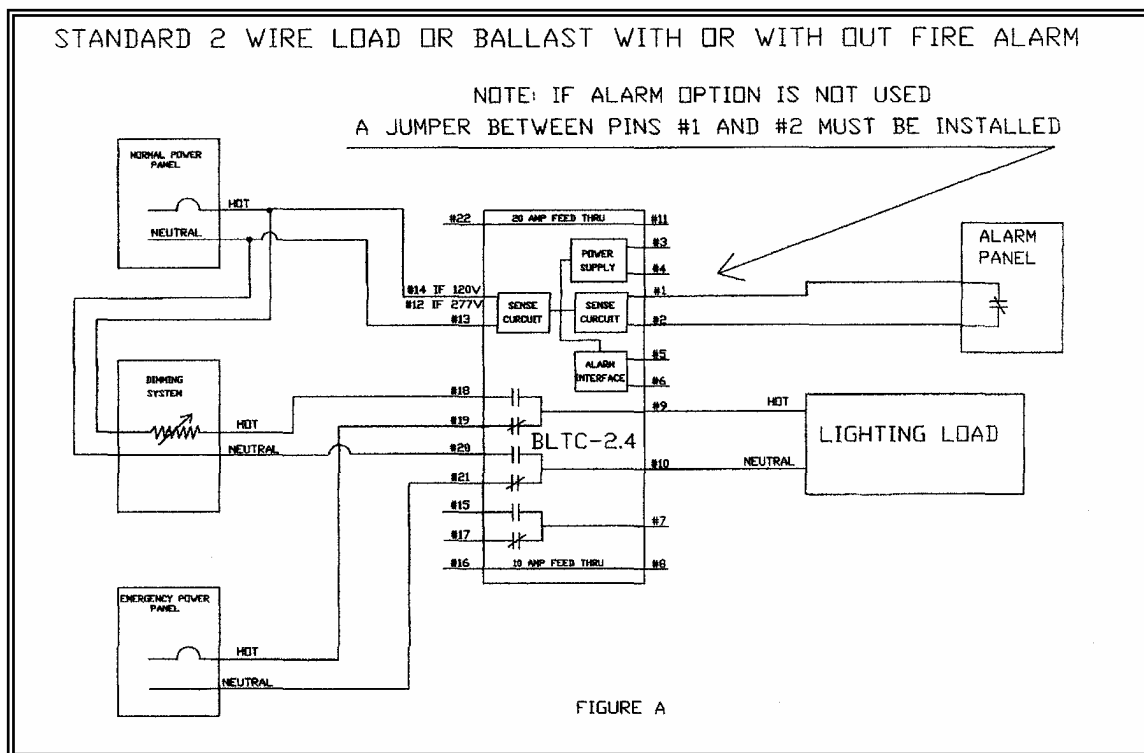 STANDARD 2 WIRE LOAD OR BALLAST WITH OR WITH OUT FIRE ALARM
NOTE: IF ALARM OPTION IS NOT USED
A JUMPER BETWEEN PINS #1 AND #2 MUST BE INSTALLED
NORMAL POWER
PANEL
HOT
NEUTRAL
#22
20 AMP FEED THRU
#11
#3
POWER
SUPPLY
#4
ALARM
PANEL
#14 IF 120V
#12 IF 277V
#13
SENSE
CURCUIT
SENSE
CURCUIT
#1
#2
ALARM
INTERFACE
#5
#6
DIMMING
SYSTEM
HOT
NEUTRAL
#18
#19
#20
#21
BLTC-2.4
#9
HOT
#10
NEUTRAL
LIGHTING LOAD
#15
#17
#7
#16
10 AMP FEED THRU
#8
EMERGENCY POWER
PANEL
HOT
NEUTRAL
FIGURE A